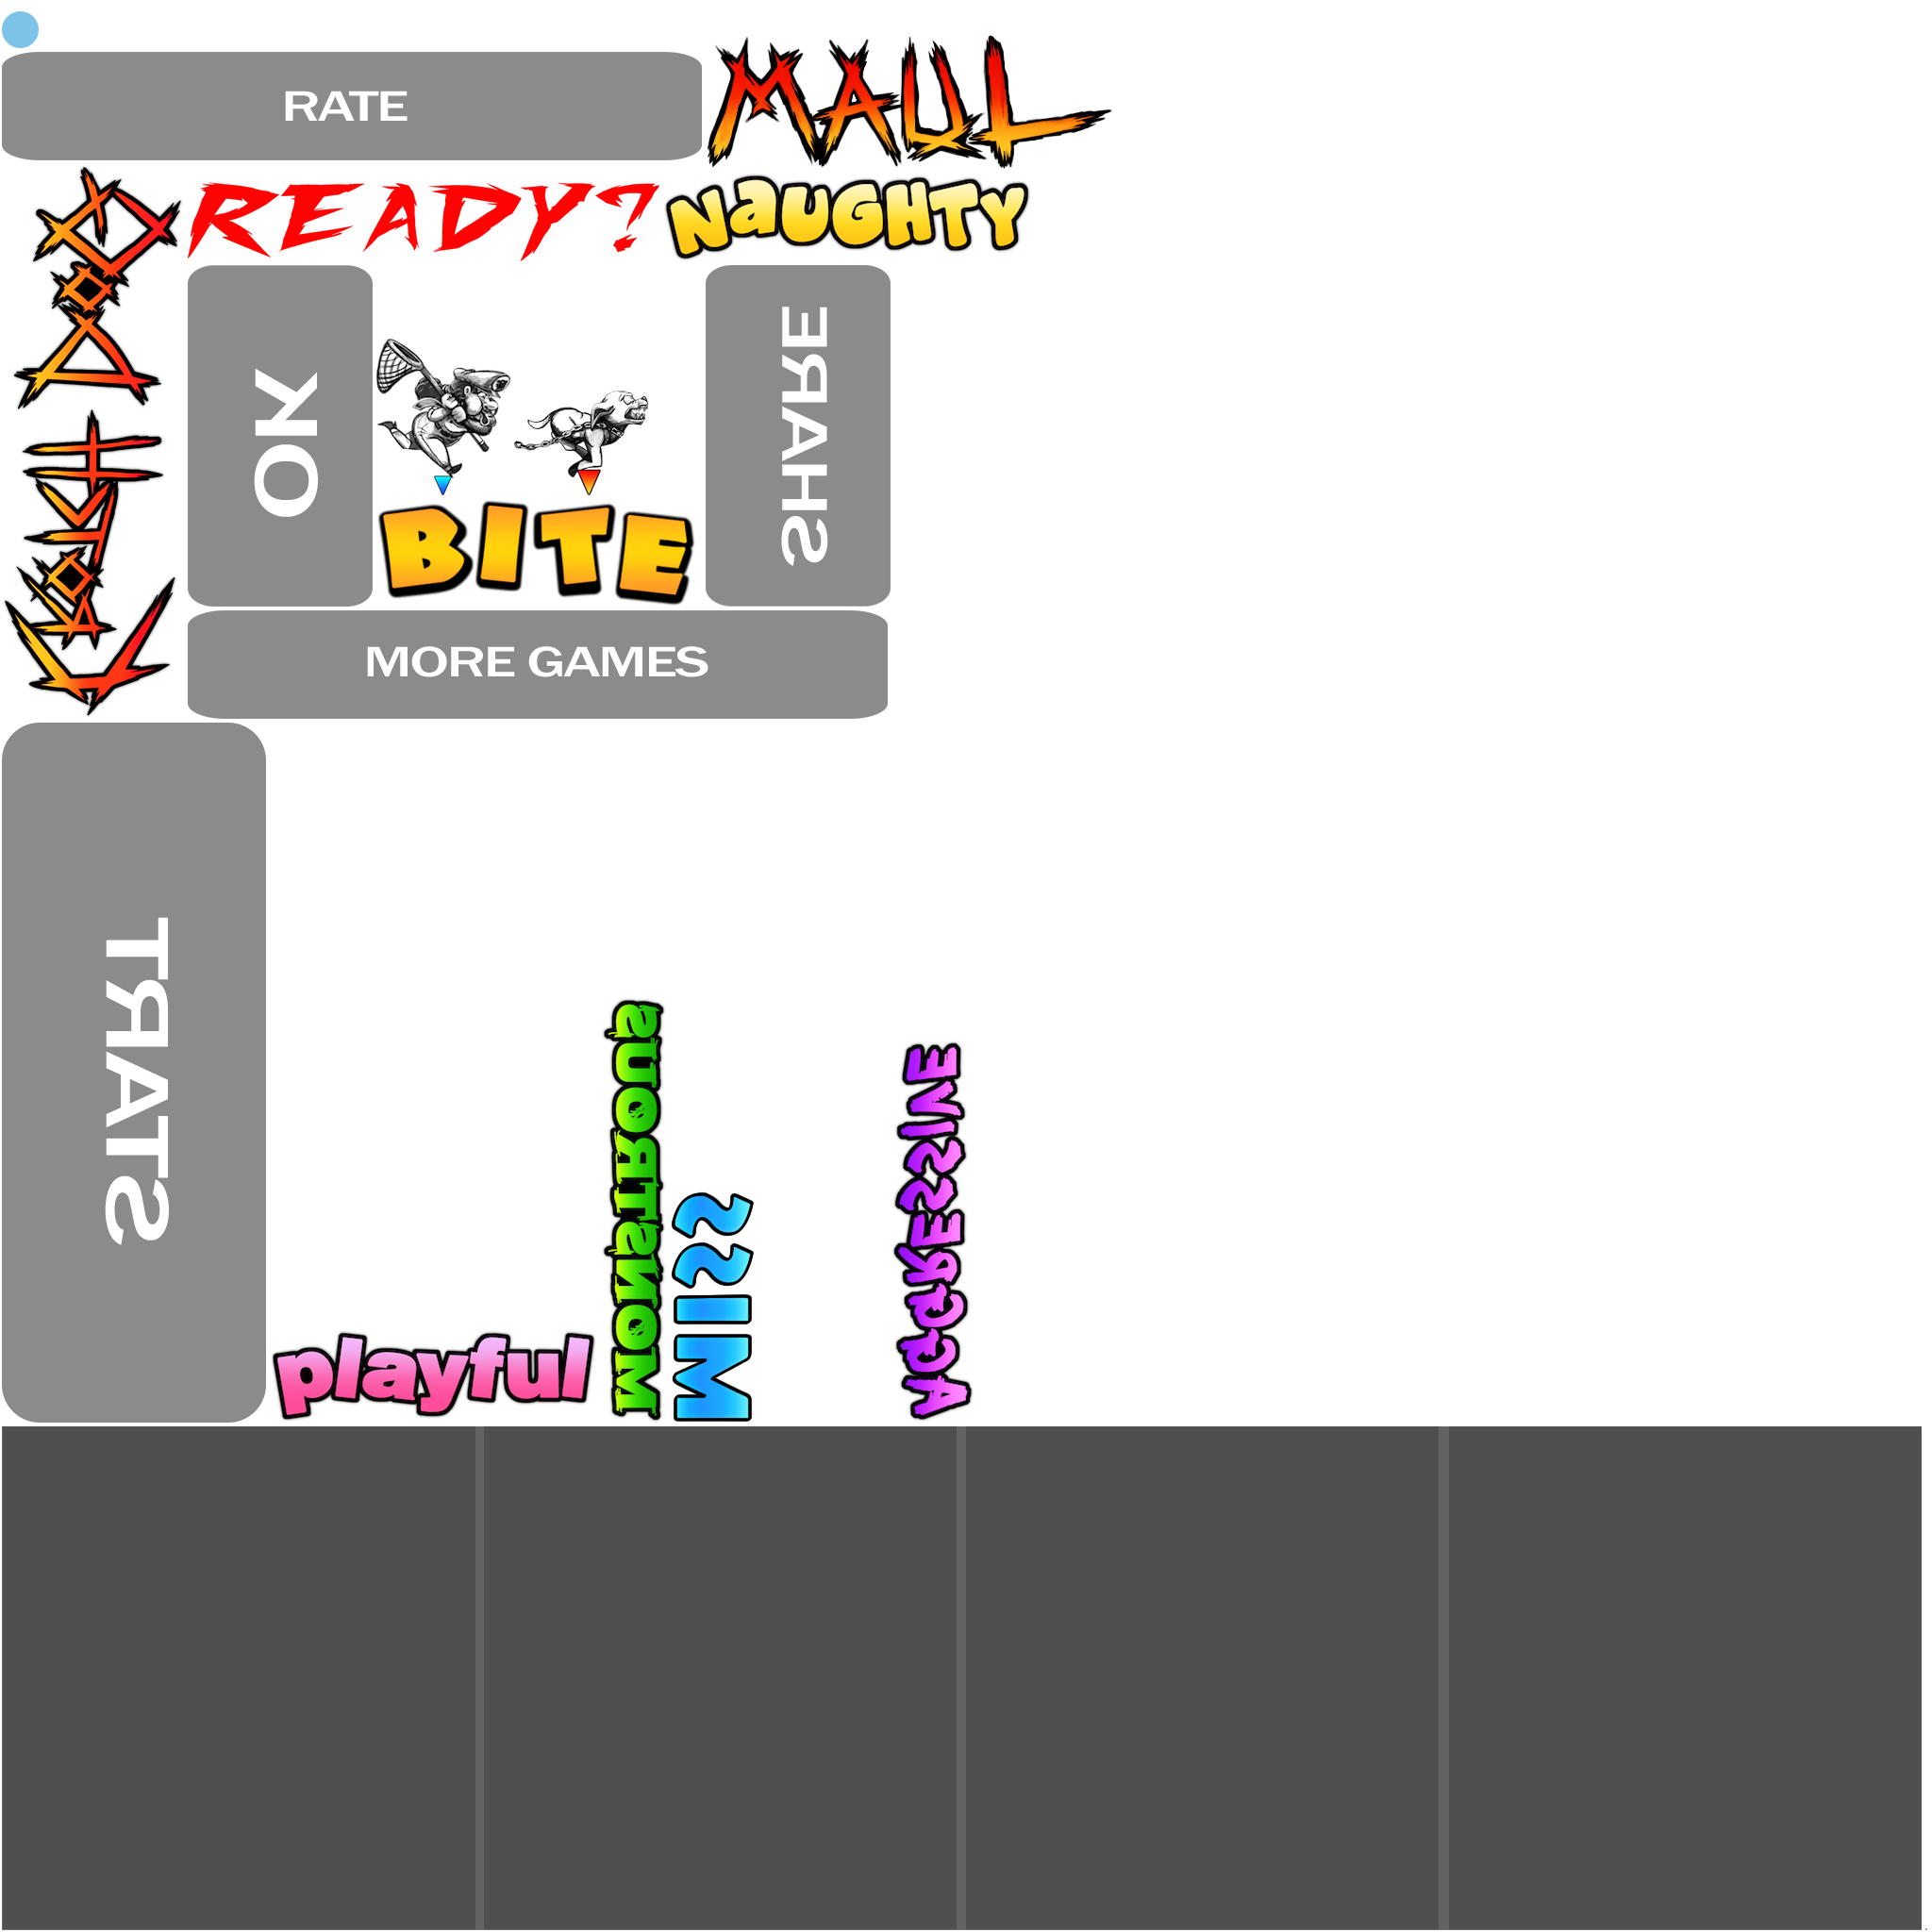 RATE
MAUL
READY?
NaUGHTY
OK
SHARE
BITE
MORE GAMES
START
playful
MONSTROUS
MISS
AGGRESSIVE